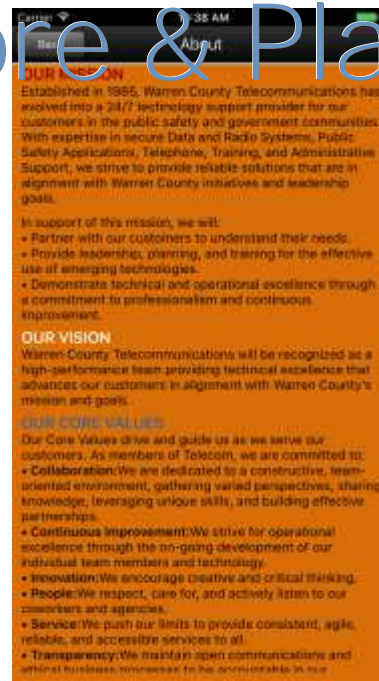 ore & Pla
Carrier 10:38 AM
Back
About
OUR MISSION
Established in 1985, Warren County Telecommunications has
evolved into a 24/7 technology support provider for our
customers in the public safety and government communities.
With expertise in secure Data and Radio Systems, Public
Safety Applications, Telephone, Training, and Administrative
Support, we strive to provide reliable solutions that are in
alignment with Warren County initiatives and leadership
goals.
In support of this mission, we will:
• Partner with our customers to understand their needs.
• Provide leadership, planning, and training for the effective
use of emerging technologies.
• Demonstrate technical and operational excellence through
a commitment to professionalism and continuous
improvement.
OUR VISION
Warren County Telecommunications will be recognized as a
high-performance team providing technical excellence that
advances our customers in alignment with Warren County's
mission and goals.
OUR CORE VALUES
Our Core Values drive and guide us as we serve our
customers. As members of Telecom, we are committed to:
• Collaboration:We are dedicated to a constructive, team-
oriented environment, gathering varied perspectives, sharing
knowledge, leveraging unique skills, and building effective
partnerships.
• Continuous Improvement:We strive for operational
excellence through the on-going development of our
individual team members and technology.
• Innovation:We encourage creative and critical thinking.
• People:We respect, care for, and actively listen to our
coworkers and agencies.
• Service:We push our limits to provide consistent, agile,
reliable, and accessible services to all.
• Transparency:We maintain open communications and
ethical business processes to be accountable in our